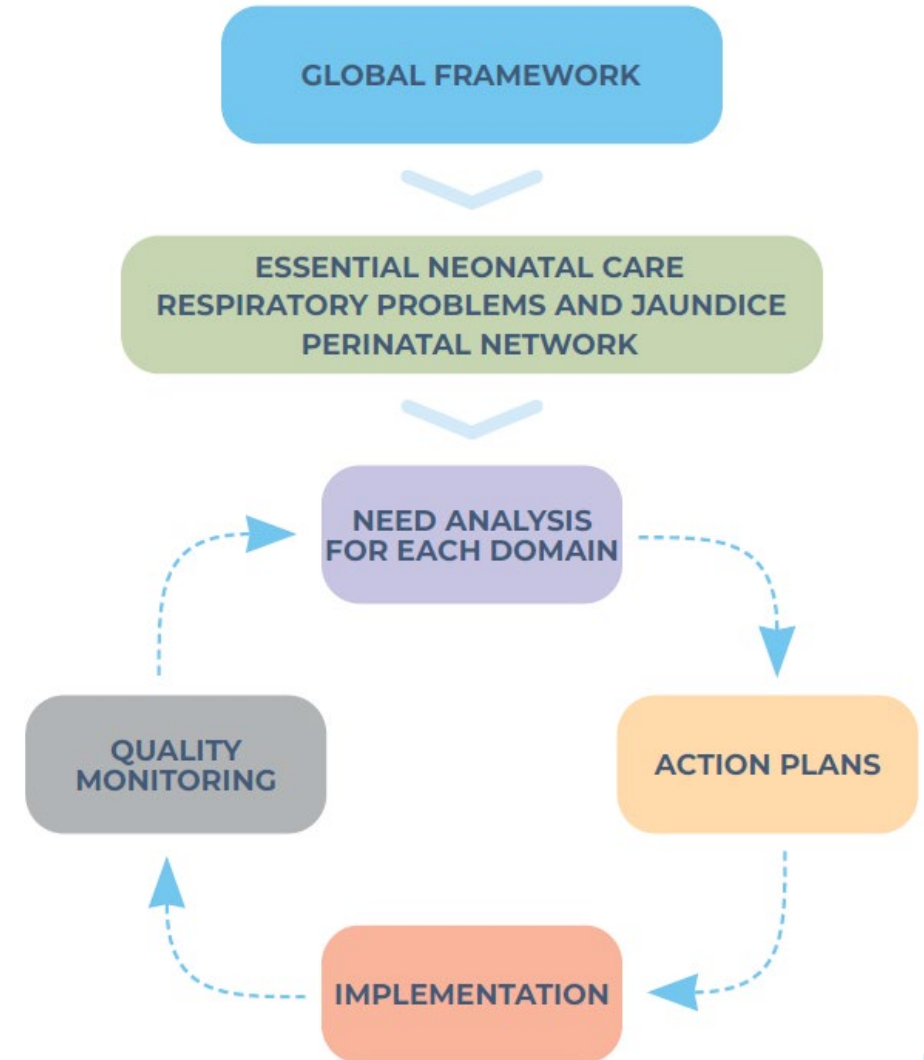 GLOBAL FRAMEWORK
ESSENTIAL NEONATAL CARE
RESPIRATORY PROBLEMS AND JAUNDICE
PERINATAL NETWORK
NEED ANALYSIS
FOR EACH DOMAIN
QUALITY
MONITORING
ACTION PLANS
IMPLEMENTATION